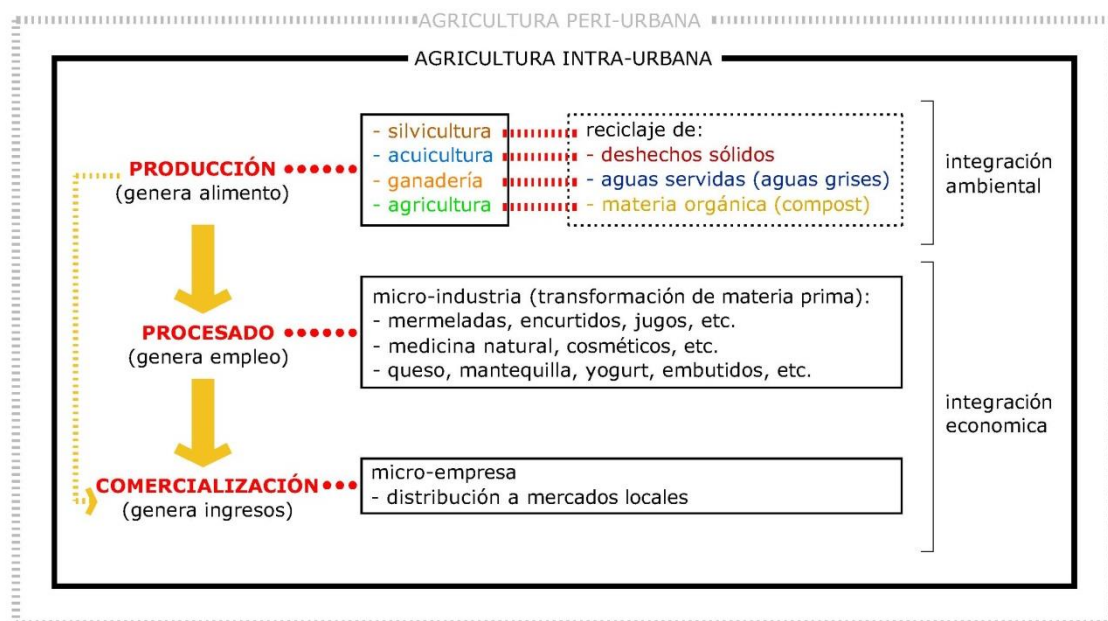 AGRICULTURA PERI-URBANA
AGRICULTURA INTRA-URBANA
PRODUCCIÓN
(genera alimento)
- silvicultura
- acuicultura
- ganadería
- agricultura
reciclaje de:
- deshechos sólidos
- aguas servidas (aguas grises)
- materia orgánica (compost)
integración
ambiental
PROCESADO
(genera empleo)
micro-industria (transformación de materia prima):
- mermeladas, encurtidos, jugos, etc.
- medicina natural, cosméticos, etc.
- queso, mantequilla, yogurt, embutidos, etc.
integración
economica
COMERCIALIZACIÓN
(genera ingresos)
micro-empresa
- distribución a mercados locales